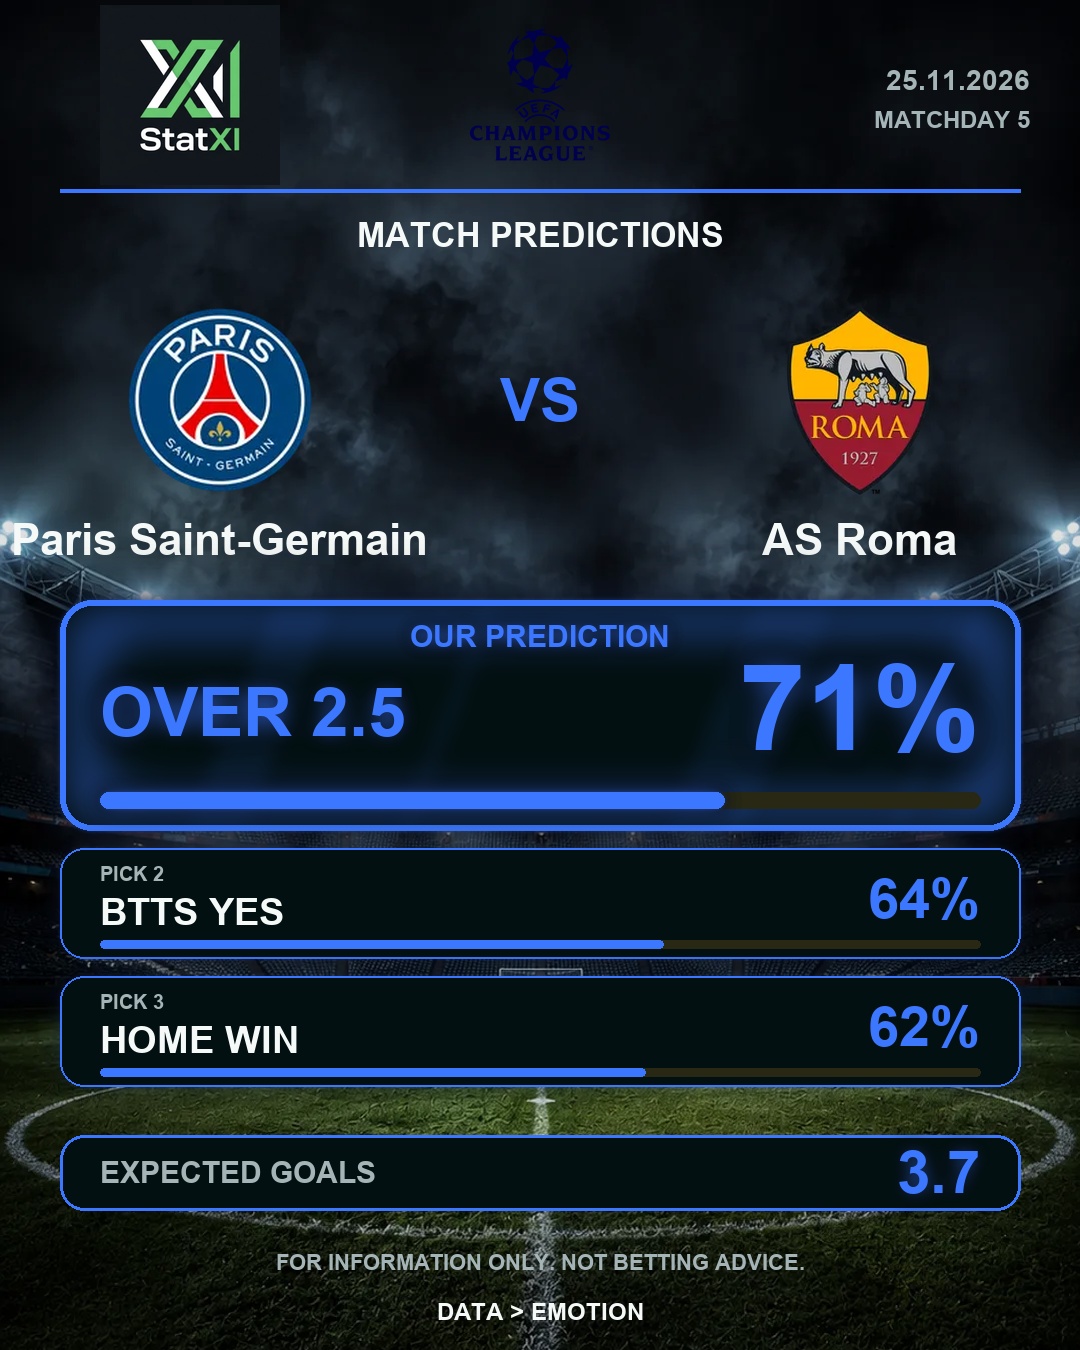 StatXI
UEFA
CHAMPIONS
LEAGUE
25.11.2026
MATCHDAY 5
MATCH PREDICTIONS
PARIS
SAINT-GERMAIN
VS
ROMA
1927
TM
Paris Saint-Germain
AS Roma
OUR PREDICTION
OVER 2.5
71%
PICK 2
BTTS YES
64%
PICK 3
HOME WIN
62%
EXPECTED GOALS
3.7
FOR INFORMATION ONLY. NOT BETTING ADVICE.
DATA > EMOTION